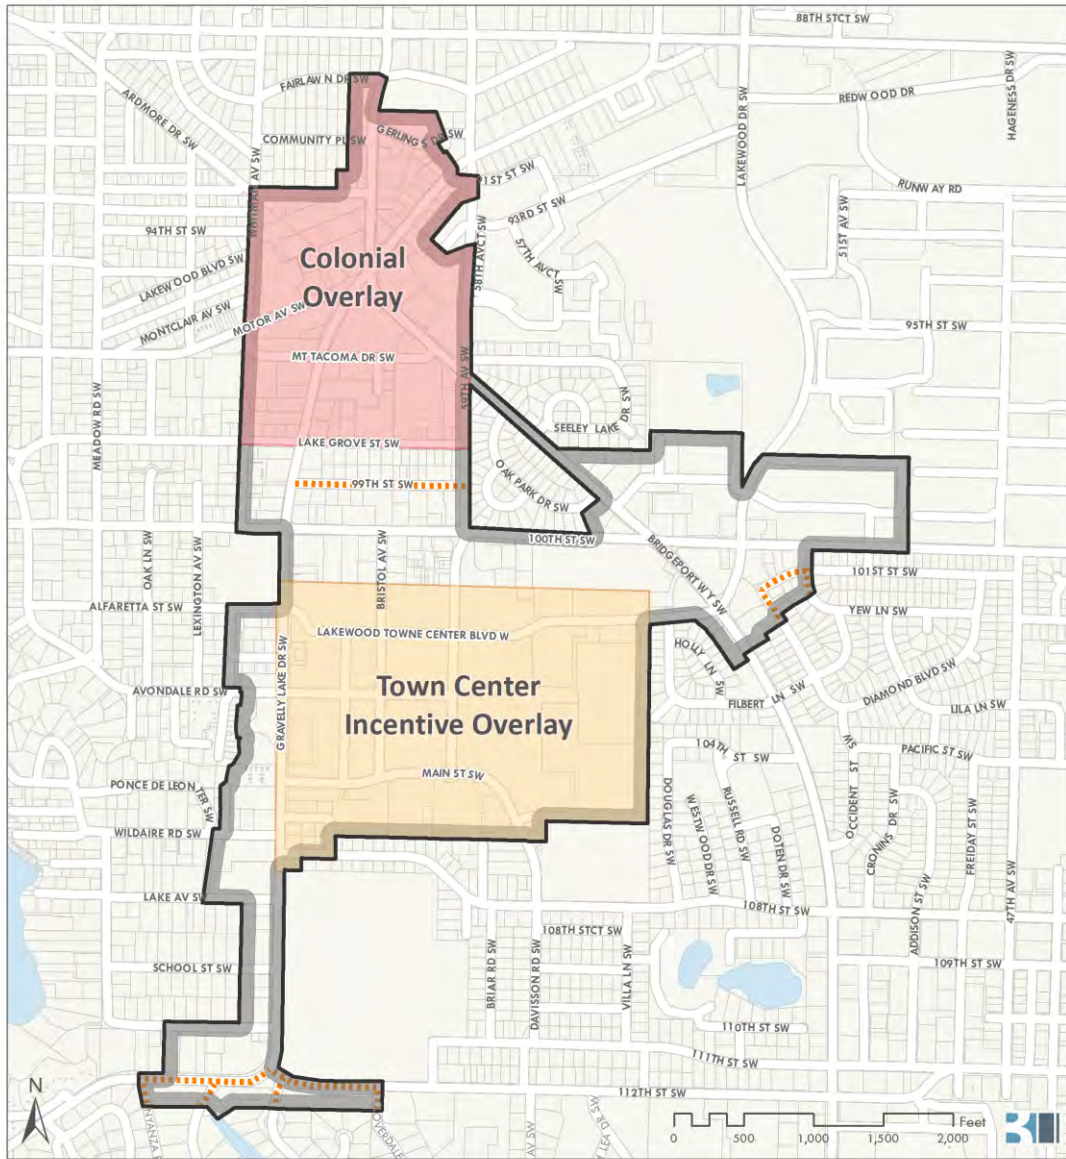 88TH STCT SW
FAIRLAWN DR SW
REDWOOD DR
HAGENESS DR SW
ARDMORE DR SW
COMMUNITY PL SW
GERLINGS DR SW
LAKEWOOD DR SW
91ST ST SW
RUNWAY RD
WHITMAN AV SW
93RD ST SW
94TH ST SW
58TH AVCT SW
57TH AVCT SW
51ST AV SW
Colonial
Overlay
LAKEWOOD BLVD SW
MONTCLAIR AV SW
MOTOR AV SW
95TH ST SW
MT TACOMA DR SW
59TH AV SW
MEADOW RD SW
SEELEY LAKE DR SW
LAKE GROVE ST SW
OAK PARK DR SW
99TH ST SW
100TH ST SW
OAK LN SW
LEXINGTON AV SW
BRISTOL AV SW
BRIDGEPORT WY SW
101ST ST SW
ALFARETTA ST SW
YEW LN SW
LAKEWOOD TOWNE CENTER BLVD W
HOLLY LN SW
GRAVELLY LAKE DR SW
DIAMOND BLVD SW
AVONDALE RD SW
FILBERT LN SW
LILA LN SW
Town Center
Incentive Overlay
104TH ST SW
SW
PACIFIC ST SW
MAIN ST SW
PONCE DE LEON
TER SW
DOUGLAS DR SW
WESTWOOD DR SW
RUSSELL RD SW
DOTEN DR SW
OCCIDENT ST
CRONINS DR SW
FREIDAY ST SW
WILDAIRE RD SW
LAKE AV SW
108TH ST SW
ADDISON ST SW
47TH AV SW
108TH STCT SW
SCHOOL ST SW
BRIAR RD SW
DAVISSON RD SW
VILLA LN SW
109TH ST SW
110TH ST SW
111TH ST SW
112TH ST SW
N
NYANZA
OVERDALE
AV SW
LEA DR SW
Feet
0 500 1,000 1,500 2,000